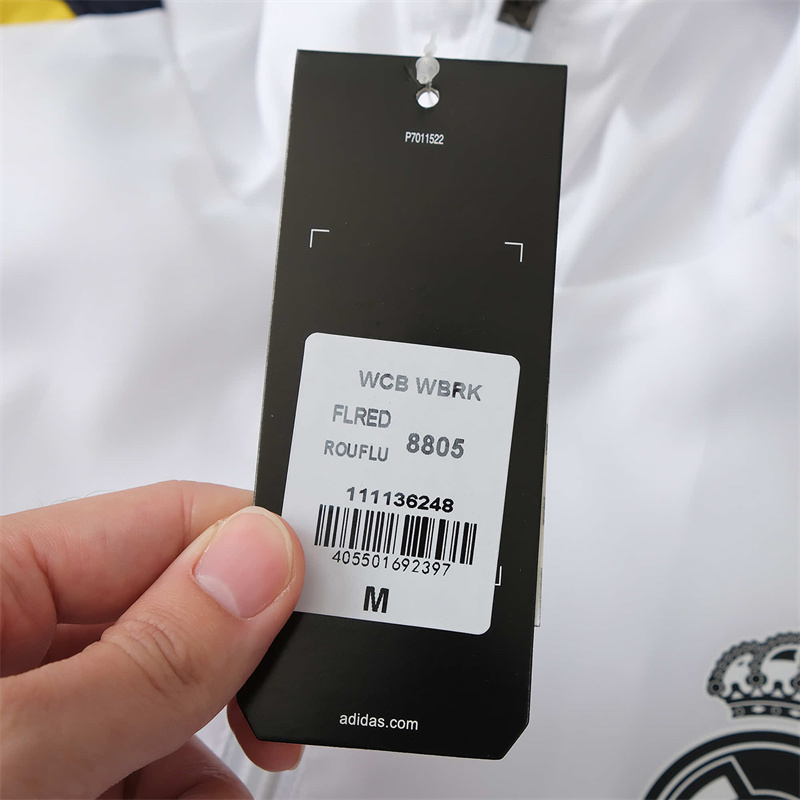 P7011522
WCB WBRK
FLRED
ROUFLU 8805
111136248
405501692397
M
adidas.com